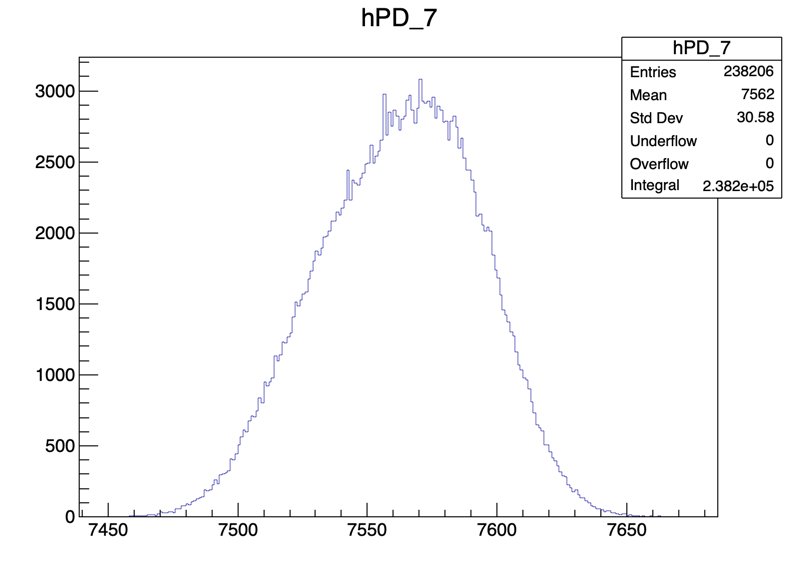 hPD_7
hPD_7
Entries 238206
Mean 7562
Std Dev 30.58
Underflow 0
Overflow 0
Integral 2.382e+05
3000
2500
2000
1500
1000
500
0
7450 7500 7550 7600 7650